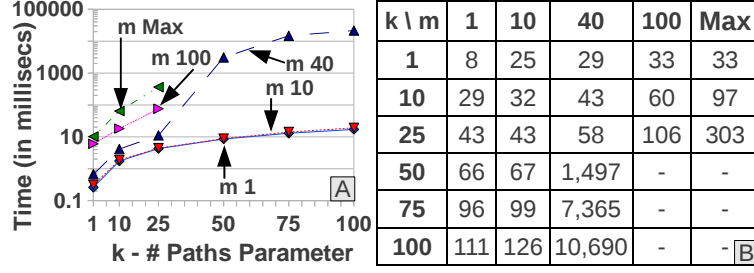 100000
1000
10
0.1
Time (in millisecs)
m Max
m 100
m 40
m 10
m 1
A
1 10 25 50 75 100
k - # Paths Parameter
k \ m 1 10 40 100 Max
1 8 25 29 33 33
10 29 32 43 60 97
25 43 43 58 106 303
50 66 67 1,497 - -
75 96 99 7,365 - -
100 111 126 10,690 - -
B